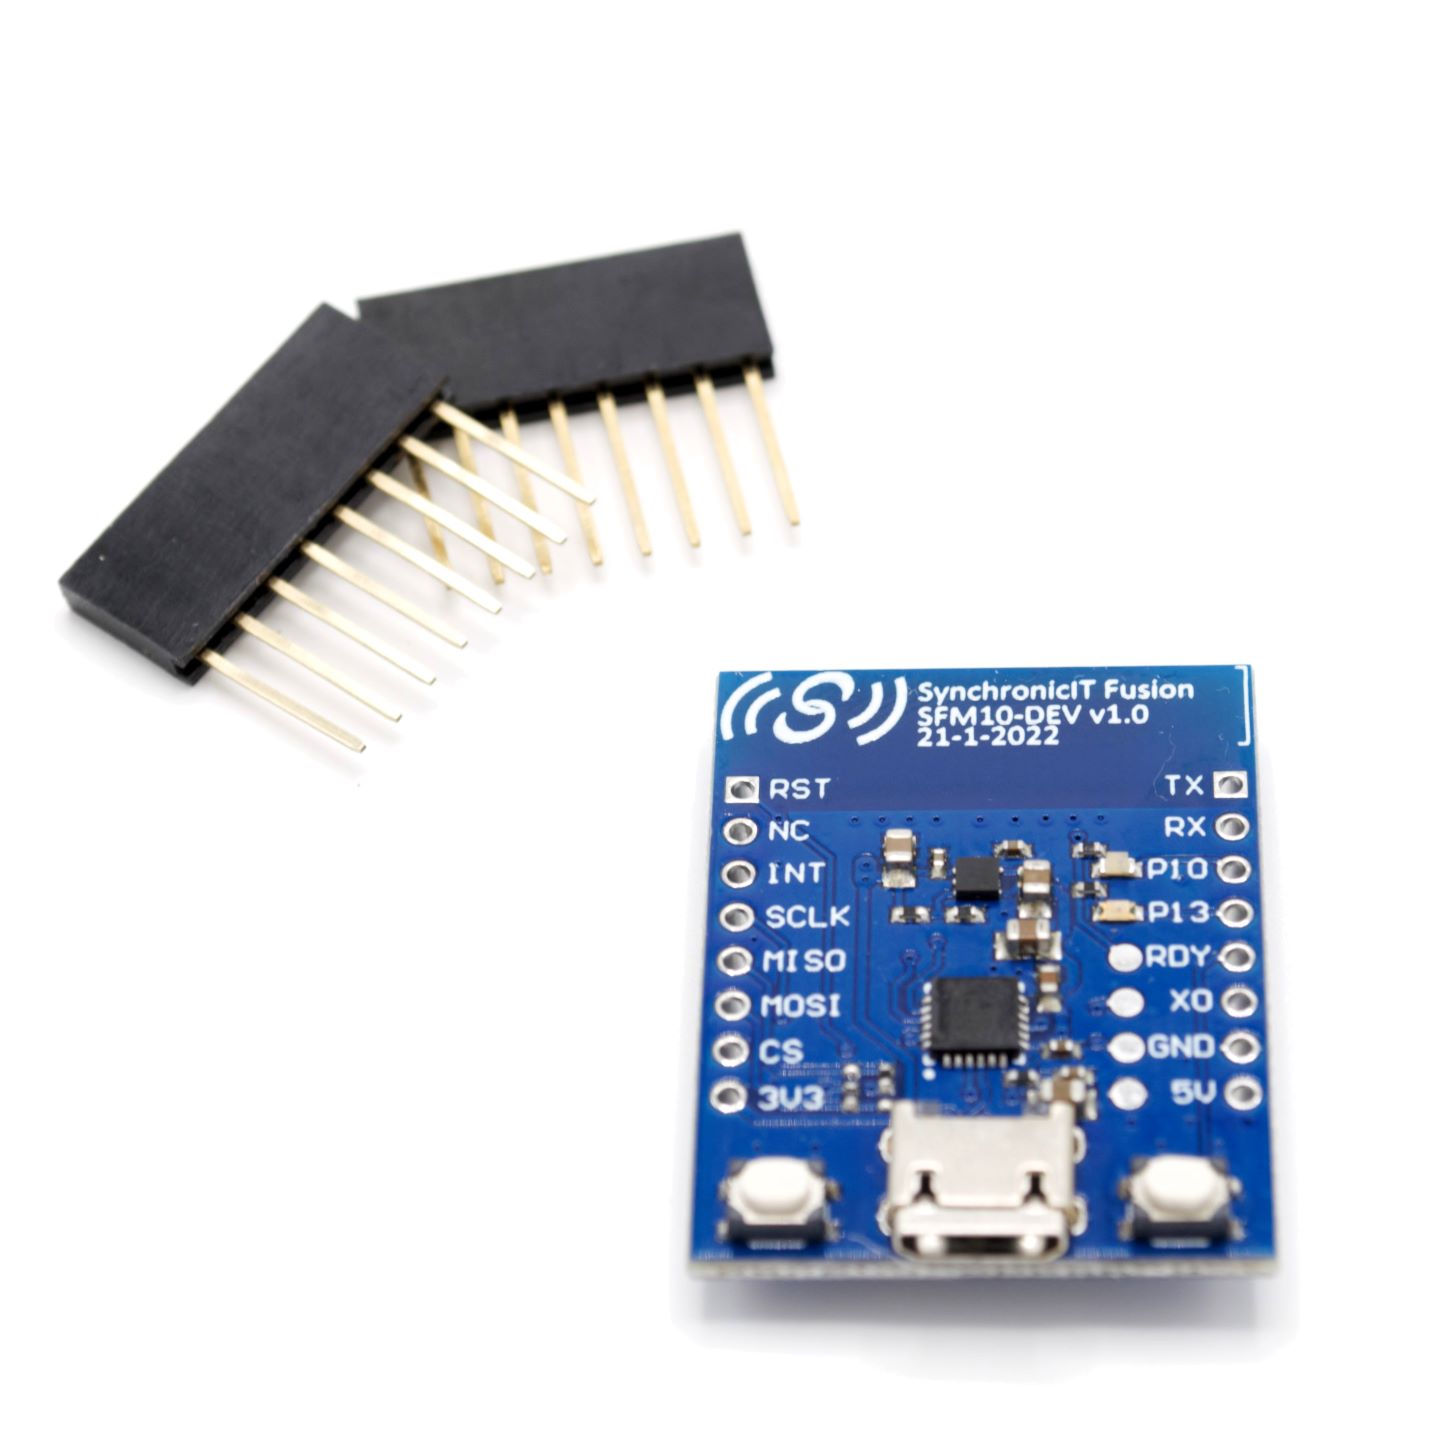 S
SynchronicIT Fusion
SFM10-DEV v1.0
21-1-2022
RST
TX
NC
RX
INT
P10
SCLK
P13
MISO
RDY
MOSI
XO
CS
GND
3V3
5V